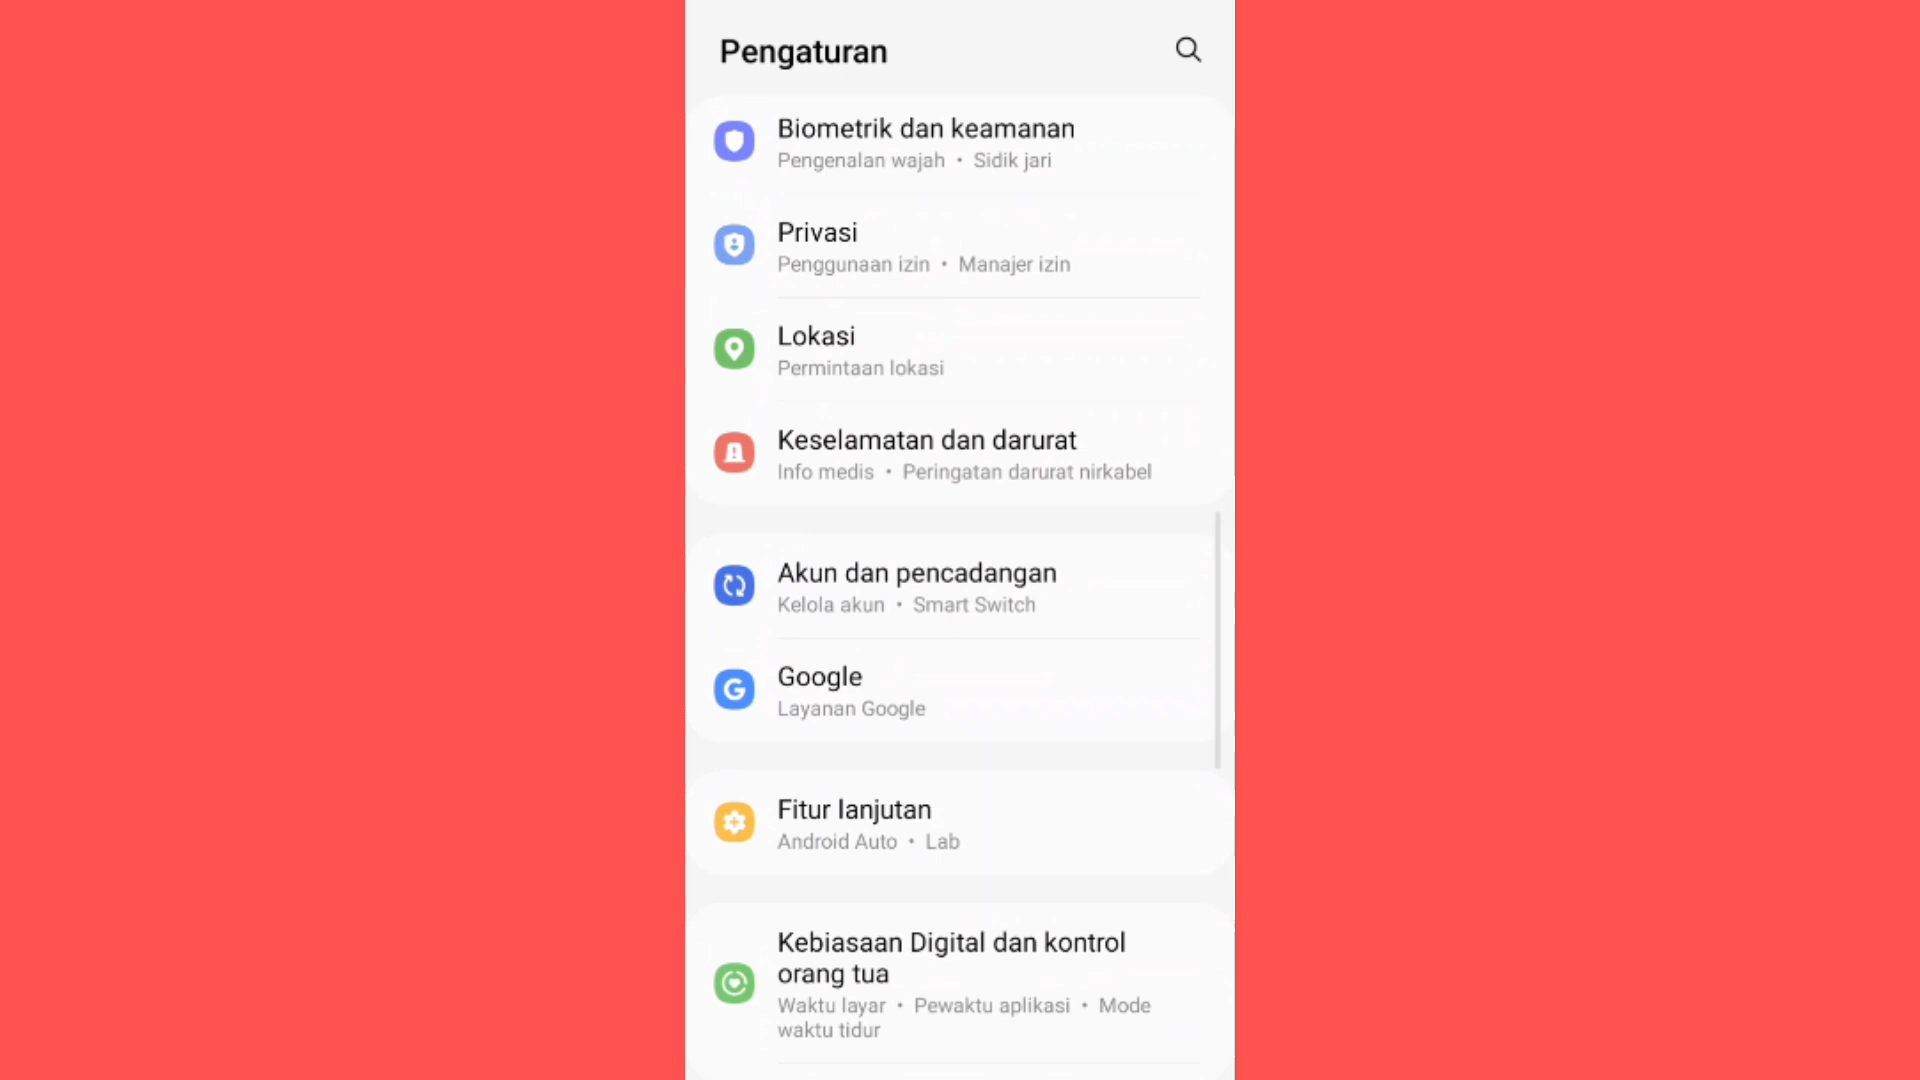 Pengaturan
Biometrik dan keamanan
Pengenalan wajah • Sidik jari
Privasi
Penggunaan izin • Manajer izin
Lokasi
Permintaan lokasi
Keselamatan dan darurat
Info medis • Peringatan darurat nirkabel
Akun dan pencadangan
Kelola akun • Smart Switch
Google
Layanan Google
Fitur lanjutan
Android Auto • Lab
Kebiasaan Digital dan kontrol
orang tua
Waktu layar • Pewaktu aplikasi • Mode
waktu tidur